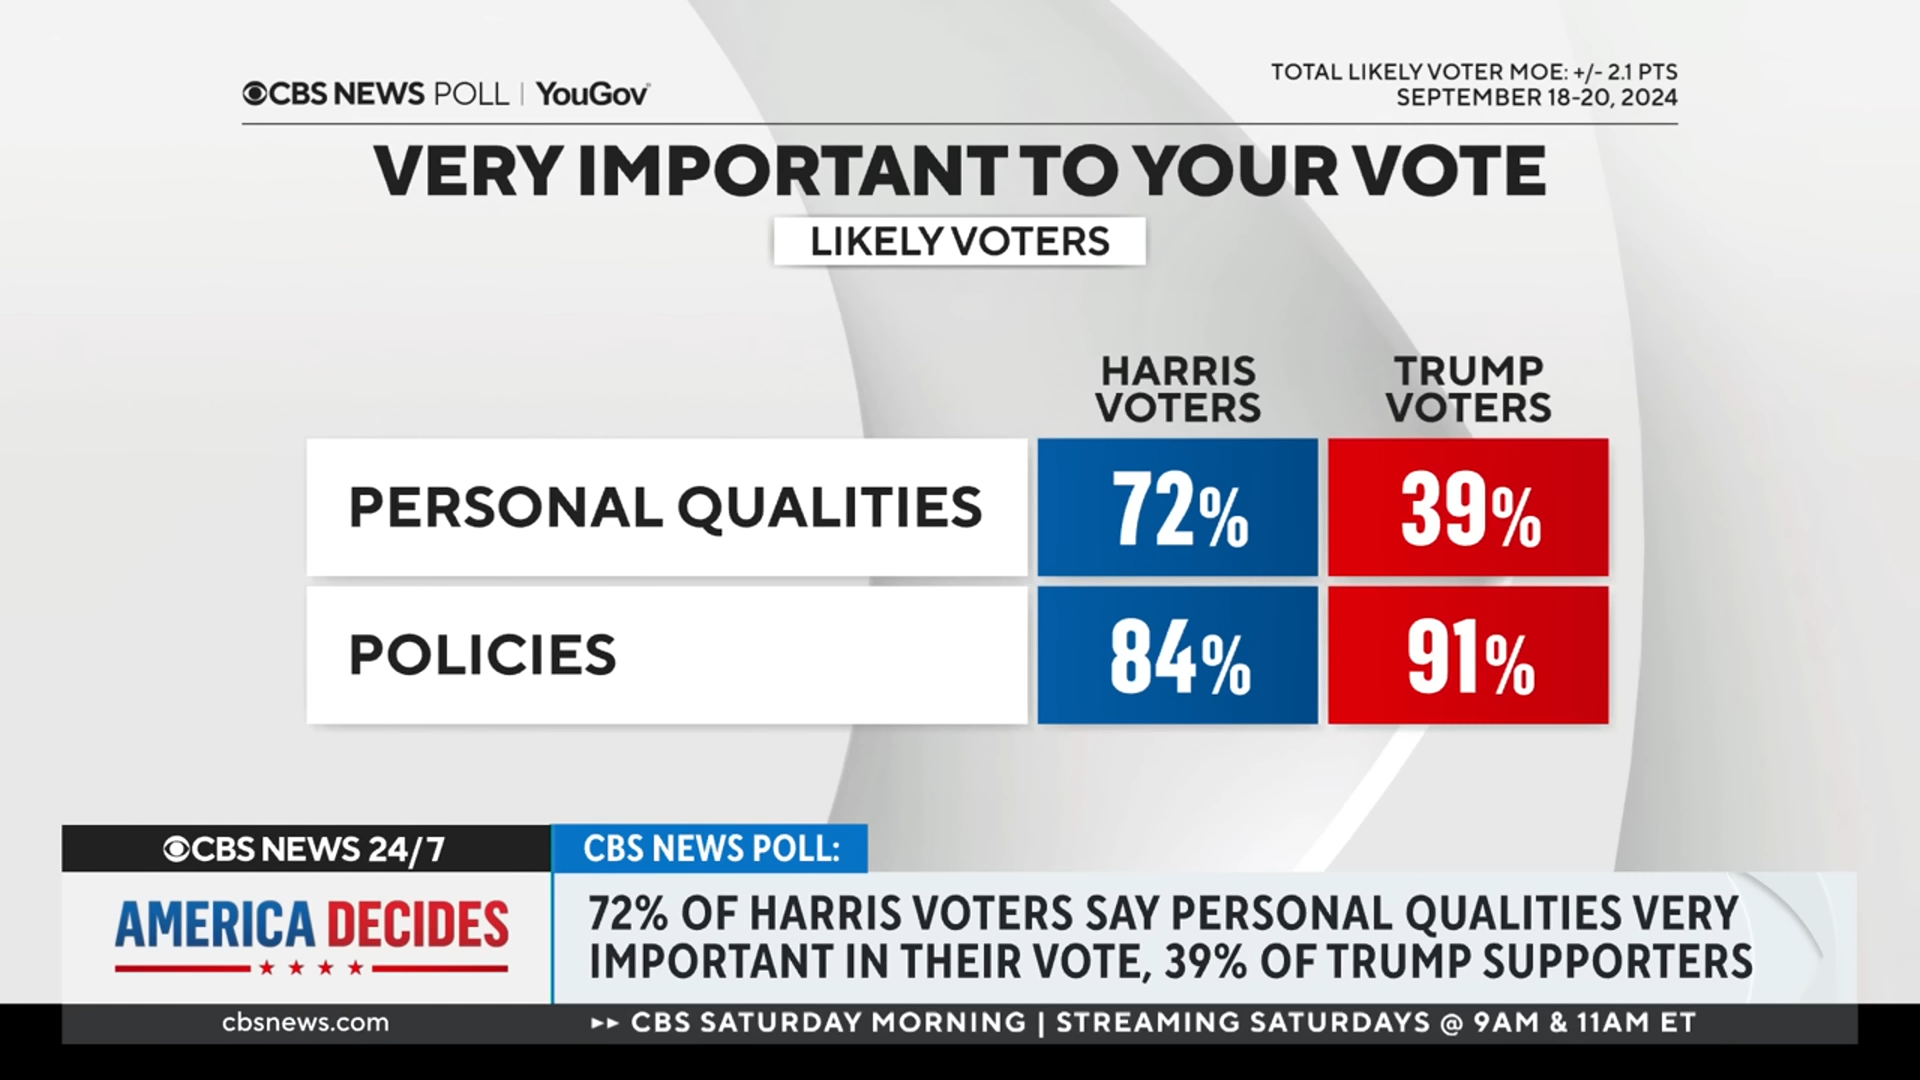 CBS NEWS POLL | YouGov
TOTAL LIKELY VOTER MOE: +/- 2.1 PTS
SEPTEMBER 18-20, 2024
VERY IMPORTANT TO YOUR VOTE
LIKELY VOTERS
HARRIS VOTERS
TRUMP VOTERS
PERSONAL QUALITIES 72% 39%
POLICIES 84% 91%
CBS NEWS 24/7
AMERICA DECIDES
CBS NEWS POLL:
72% OF HARRIS VOTERS SAY PERSONAL QUALITIES VERY
IMPORTANT IN THEIR VOTE, 39% OF TRUMP SUPPORTERS
cbsnews.com
CBS SATURDAY MORNING | STREAMING SATURDAYS @ 9AM & 11AM ET